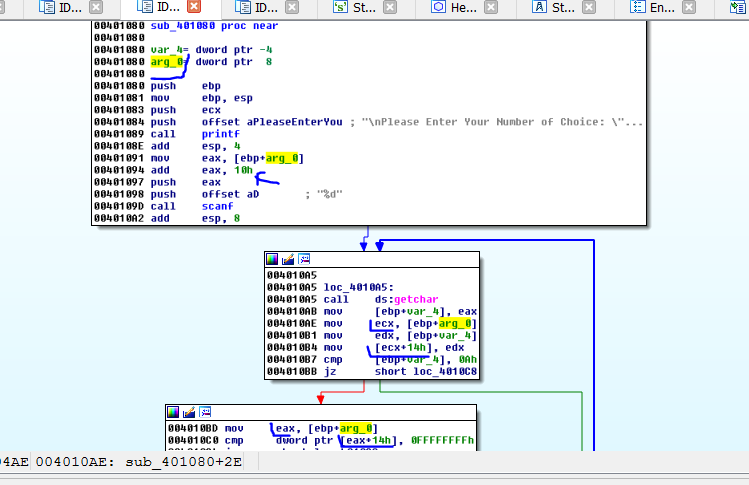 ID...
ID...
ID...
St...
He...
St...
En...
00401080 sub_401080 proc near
00401080
00401080 var_4= dword ptr -4
00401080 arg_0= dword ptr  8
00401080
00401080 push    ebp
00401081 mov     ebp, esp
00401083 push    ecx
00401084 push    offset aPleaseEnterYou ; "\nPlease Enter Your Number of Choice: \"...
00401089 call    printf
0040108E add     esp, 4
00401091 mov     eax, [ebp+arg_0]
00401094 add     eax, 10h
00401097 push    eax
00401098 push    offset aD       ; "%d"
0040109D call    scanf
004010A2 add     esp, 8
004010A5
004010A5 loc_4010A5:
004010A5 call    ds:getchar
004010AB mov     [ebp+var_4], eax
004010AE mov     ecx, [ebp+arg_0]
004010B1 mov     edx, [ebp+var_4]
004010B4 mov     [ecx+14h], edx
004010B7 cmp     [ebp+var_4], 0Ah
004010BB jz      short loc_4010C8
004010BD mov     eax, [ebp+arg_0]
004010C0 cmp     dword ptr [eax+14h], 0FFFFFFFFh
04AE 004010AE: sub_401080+2E